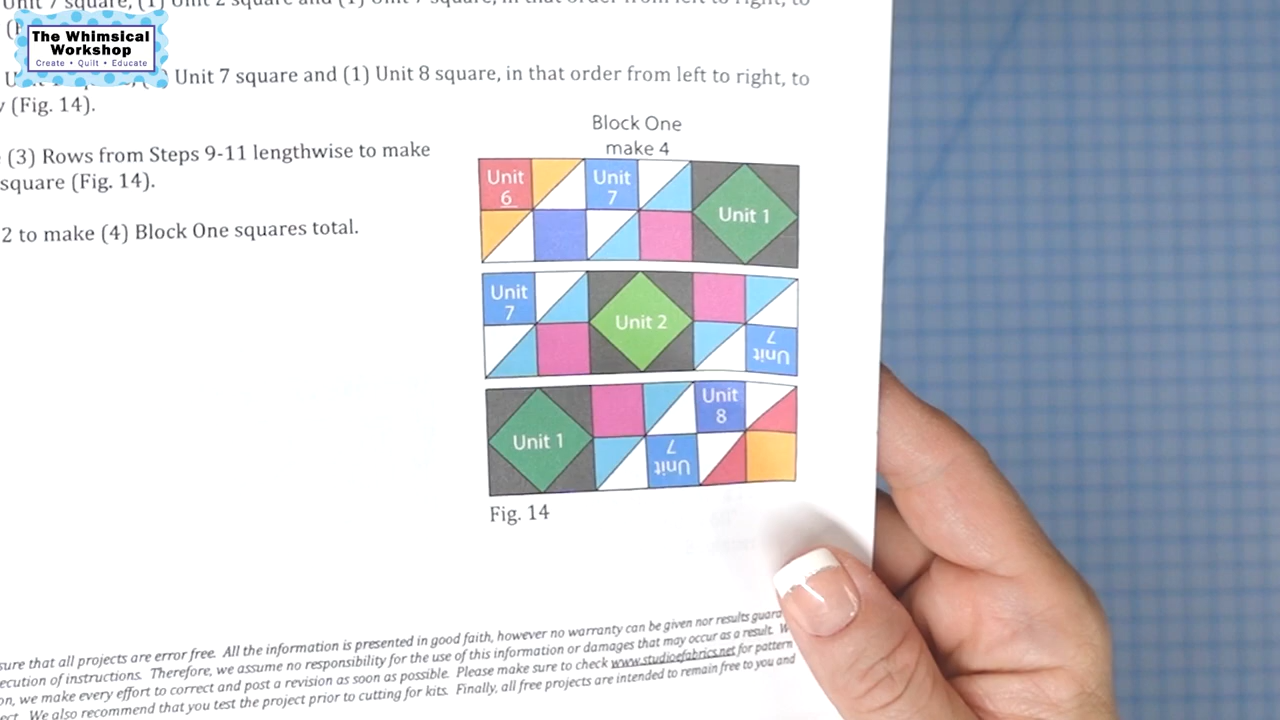 Unit 7 square, (1) Unit 2 square and (1) Unit 7 square, in that order from left to right, to
The Whimsical
Workshop
Create • Quilt • Educate
Unit 7 square and (1) Unit 8 square, in that order from left to right, to
(Fig. 14).
(3) Rows from Steps 9-11 lengthwise to make
square (Fig. 14).
2 to make (4) Block One squares total.
Block One
make 4
Unit
6
Unit
7
Unit 1
Unit
7
Unit 2
Unit
7
Unit 1
Unit
7
Unit
8
Fig. 14
sure that all projects are error free. All the information is presented in good faith, however no warranty can be given nor results
of instructions. Therefore, we assume no responsibility for the use of this information or damages that may occur as a result.
we make every effort to correct and post a revision as soon as possible. Please make sure to check www.studioefabrics.net for pattern
We also recommend that you test the project prior to cutting for kits. Finally, all free projects are intended to remain free to you and